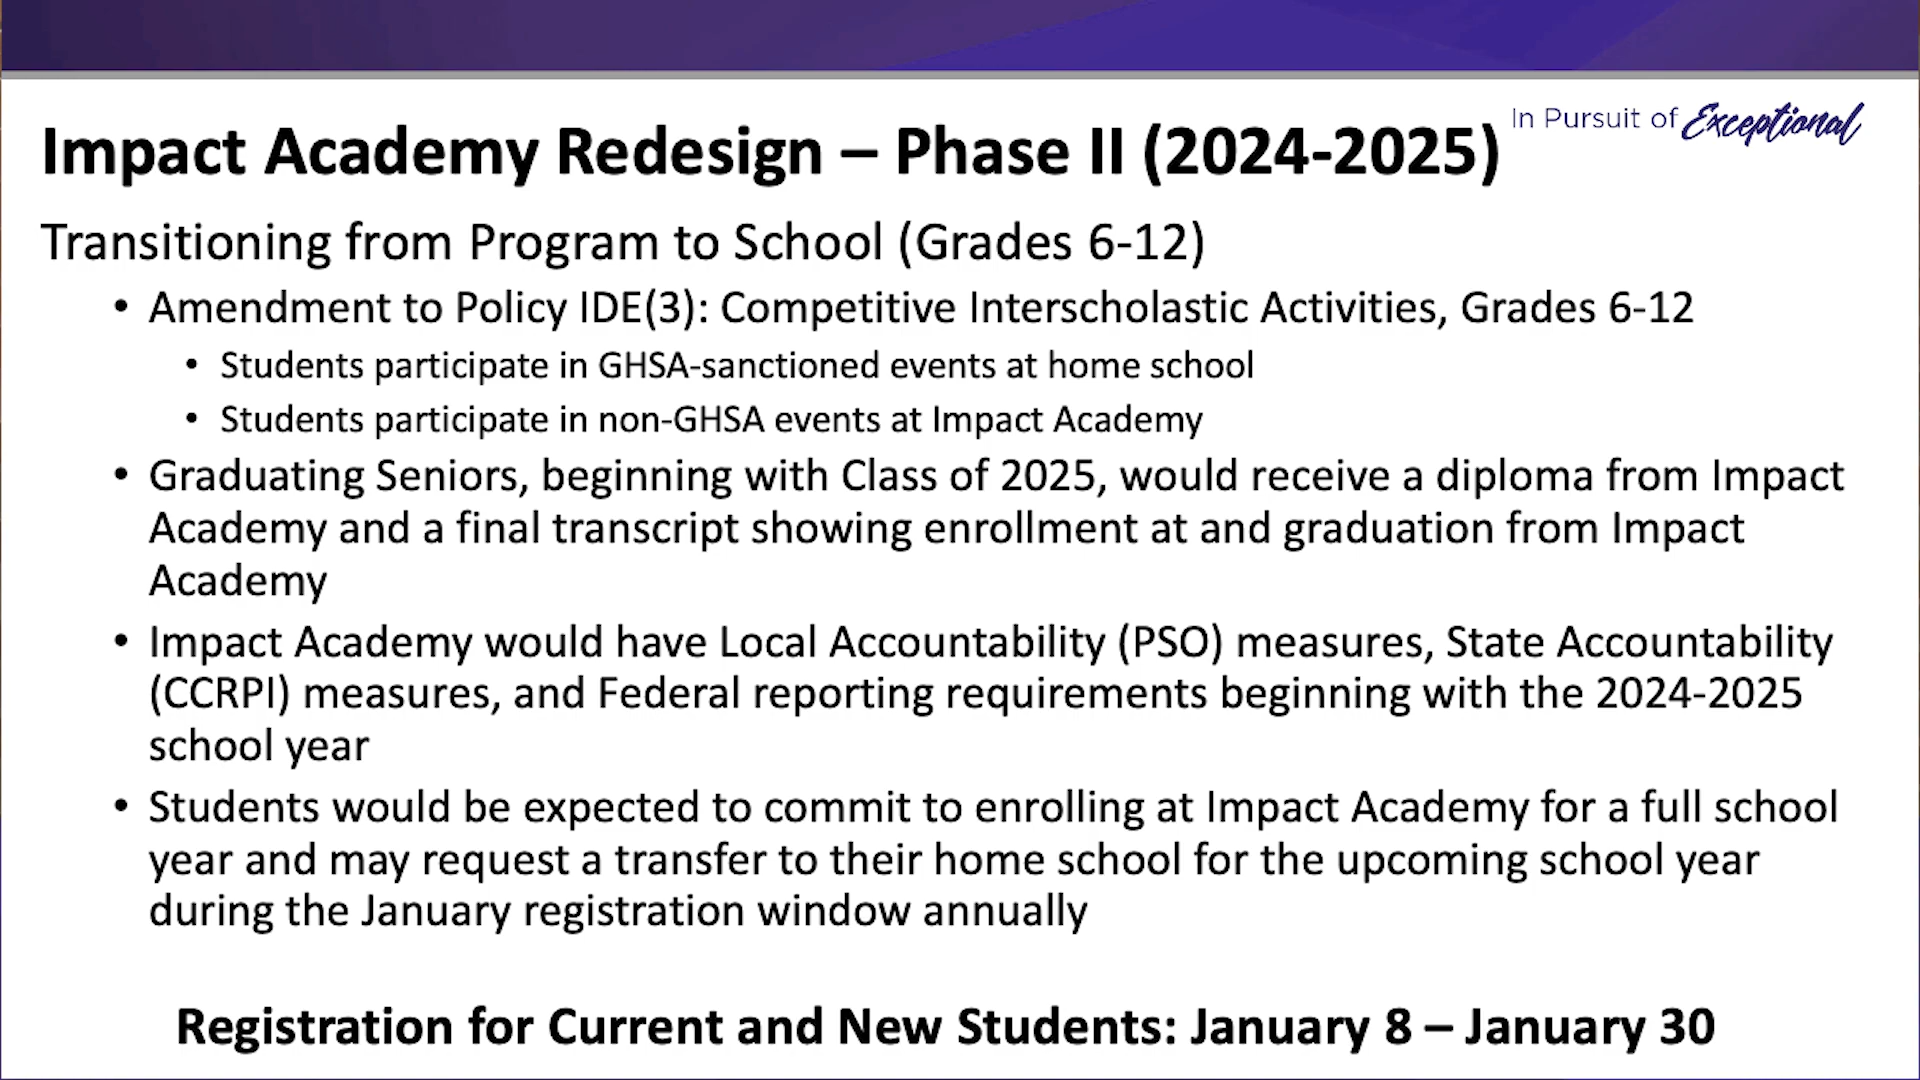 In Pursuit of Exceptional
Impact Academy Redesign – Phase II (2024-2025)
Transitioning from Program to School (Grades 6-12)
• Amendment to Policy IDE(3): Competitive Interscholastic Activities, Grades 6-12
• Students participate in GHSA-sanctioned events at home school
• Students participate in non-GHSA events at Impact Academy
• Graduating Seniors, beginning with Class of 2025, would receive a diploma from Impact
Academy and a final transcript showing enrollment at and graduation from Impact
Academy
• Impact Academy would have Local Accountability (PSO) measures, State Accountability
(CCRPI) measures, and Federal reporting requirements beginning with the 2024-2025
school year
• Students would be expected to commit to enrolling at Impact Academy for a full school
year and may request a transfer to their home school for the upcoming school year
during the January registration window annually
Registration for Current and New Students: January 8 – January 30